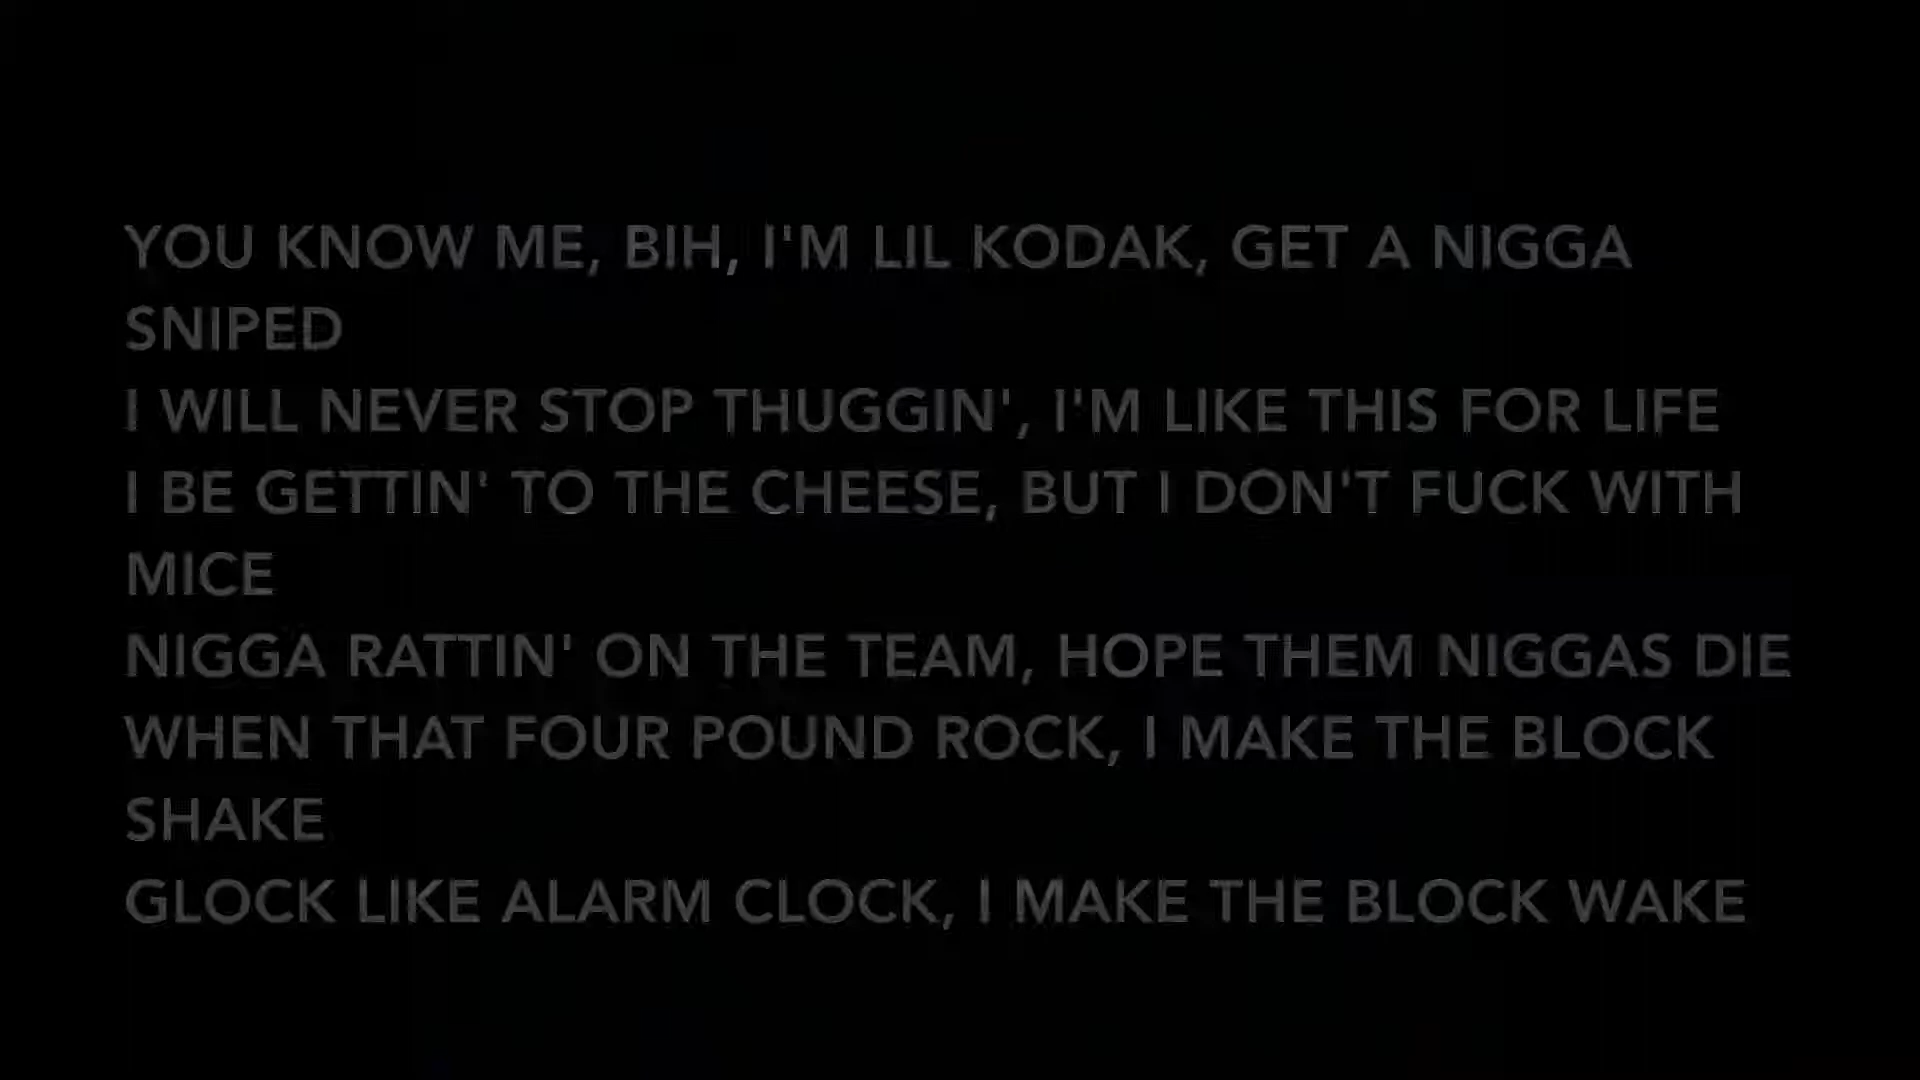 YOU KNOW ME, BIH, I'M LIL KODAK, GET A NIGGA
SNIPED
I WILL NEVER STOP THUGGIN', I'M LIKE THIS FOR LIFE
I BE GETTIN' TO THE CHEESE, BUT I DON'T FUCK WITH
MICE
NIGGA RATTIN' ON THE TEAM, HOPE THEM NIGGAS DIE
WHEN THAT FOUR POUND ROCK, I MAKE THE BLOCK
SHAKE
GLOCK LIKE ALARM CLOCK, I MAKE THE BLOCK WAKE